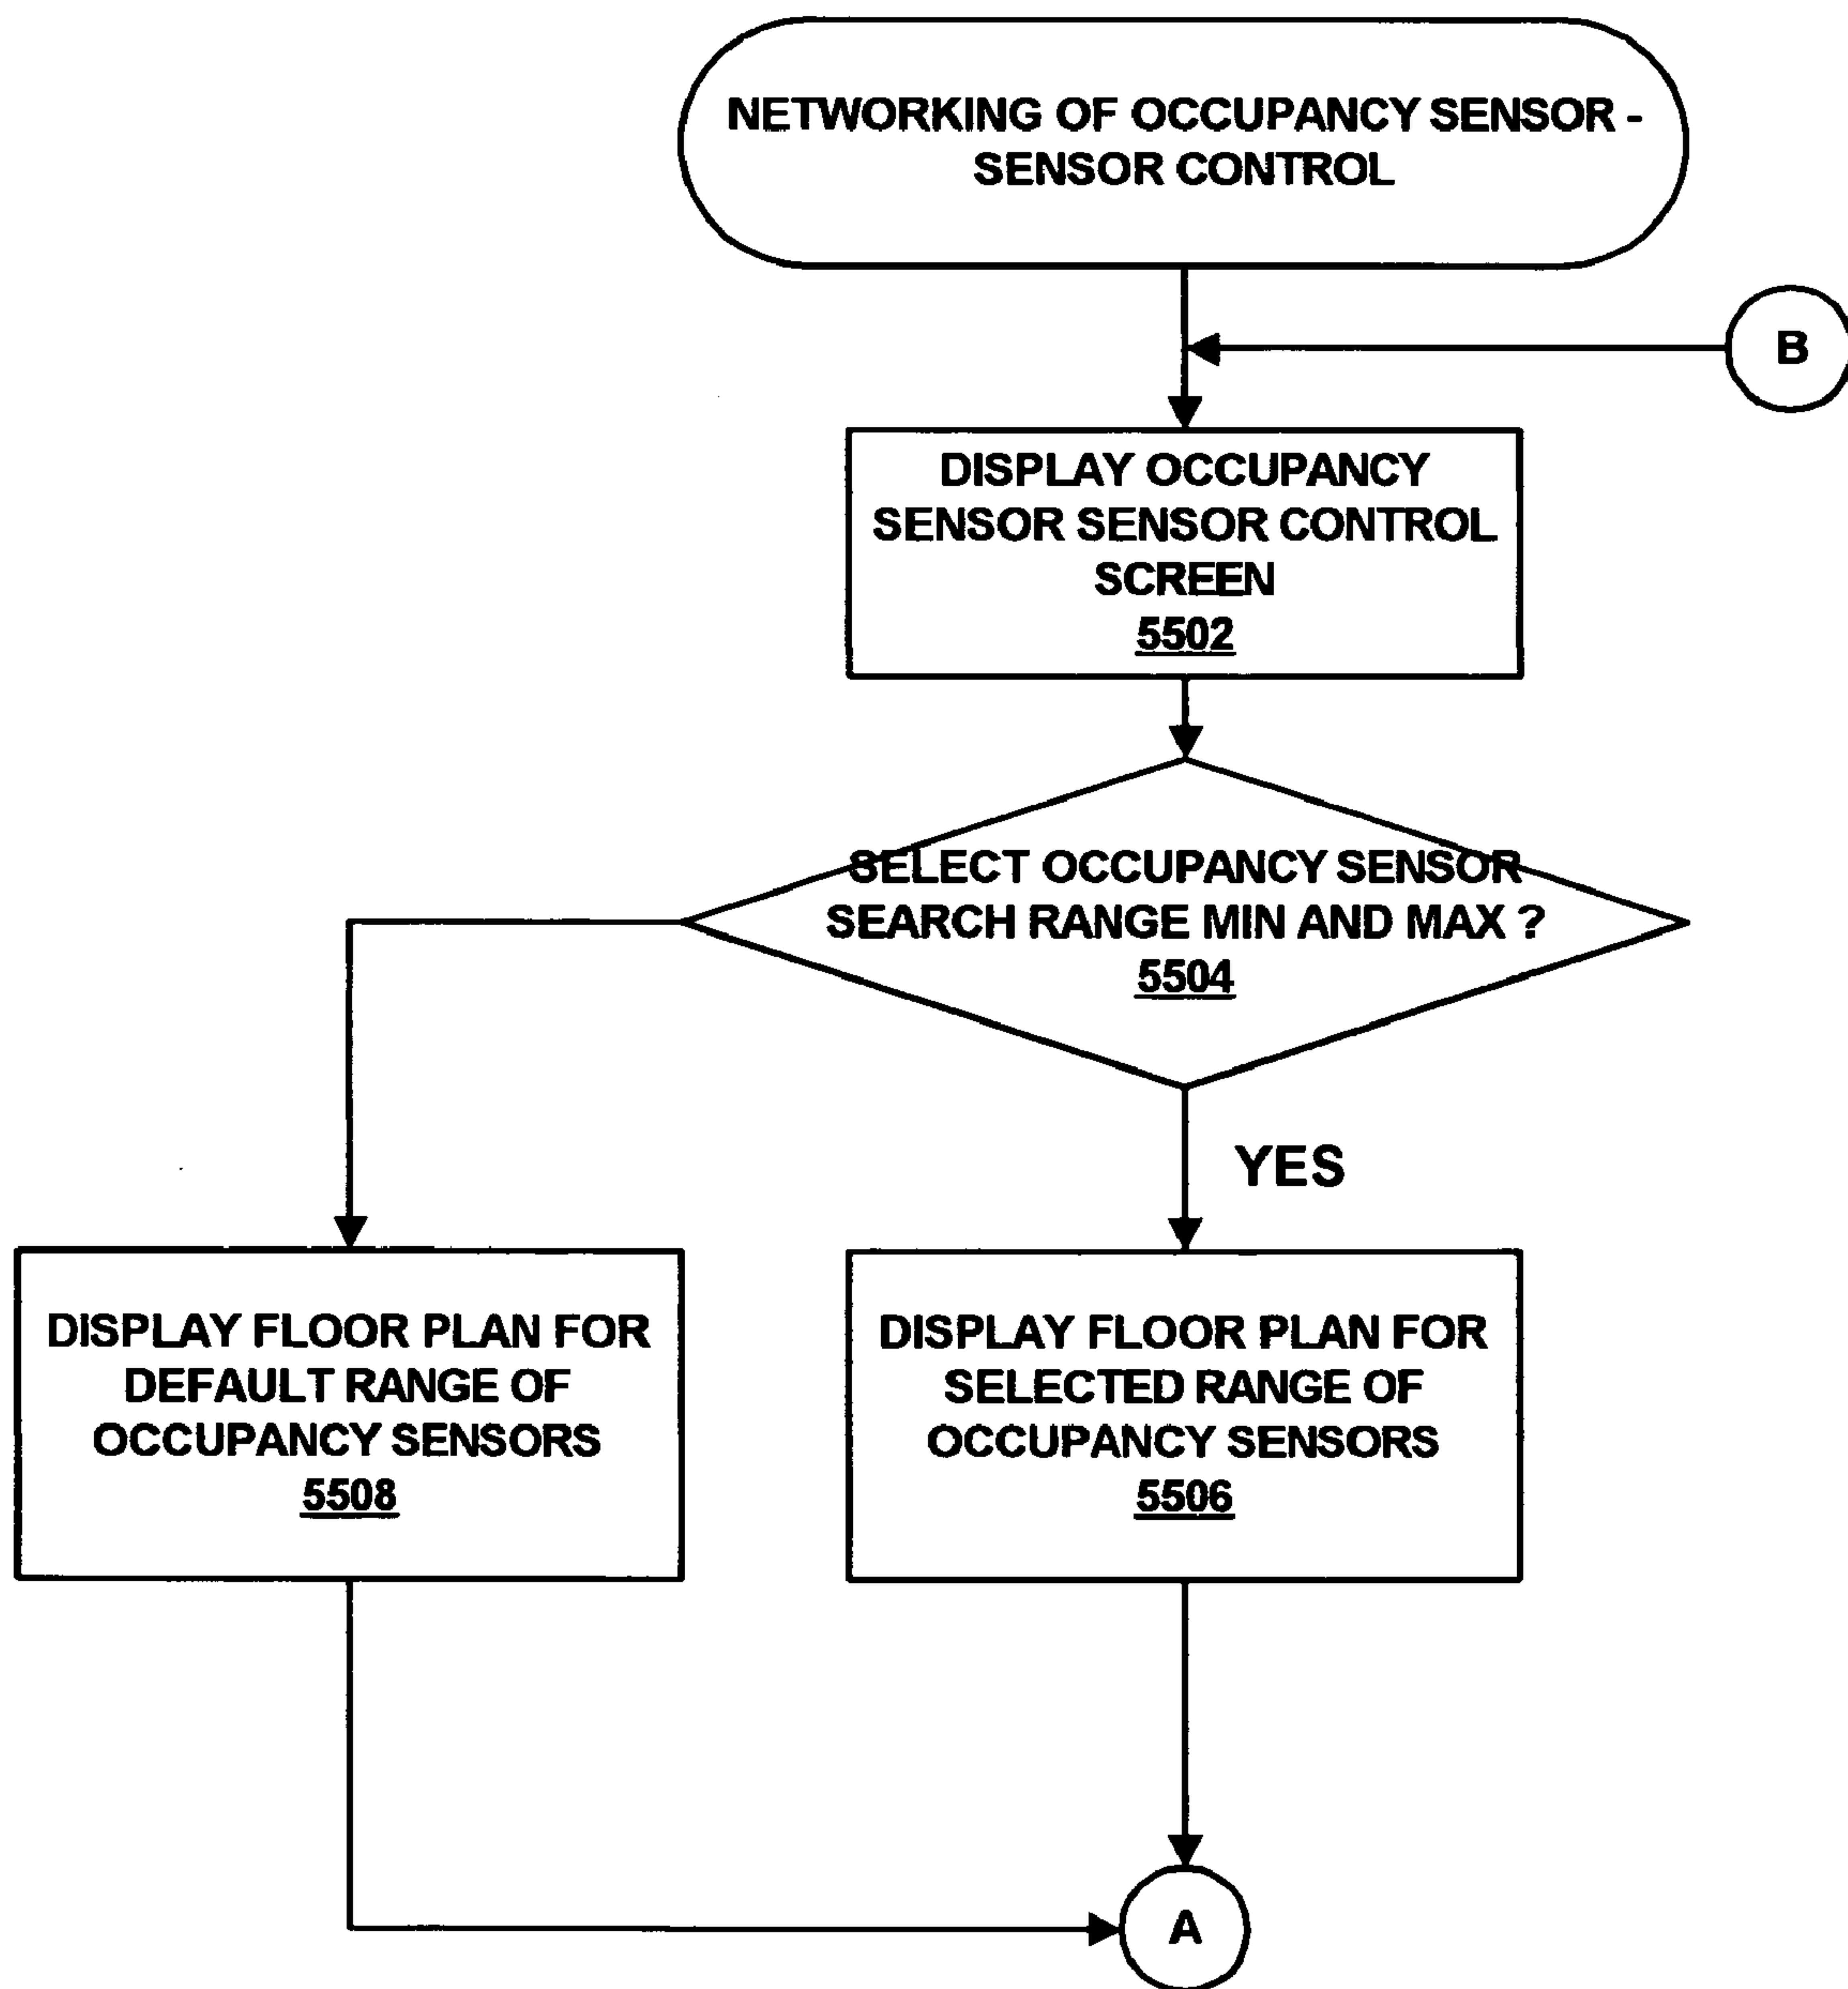 NETWORKING OF OCCUPANCY SENSOR -
SENSOR CONTROL
B
DISPLAY OCCUPANCY
SENSOR SENSOR CONTROL
SCREEN
5502
SELECT OCCUPANCY SENSOR
SEARCH RANGE MIN AND MAX ?
5504
YES
DISPLAY FLOOR PLAN FOR
DEFAULT RANGE OF
OCCUPANCY SENSORS
5508
DISPLAY FLOOR PLAN FOR
SELECTED RANGE OF
OCCUPANCY SENSORS
5506
A